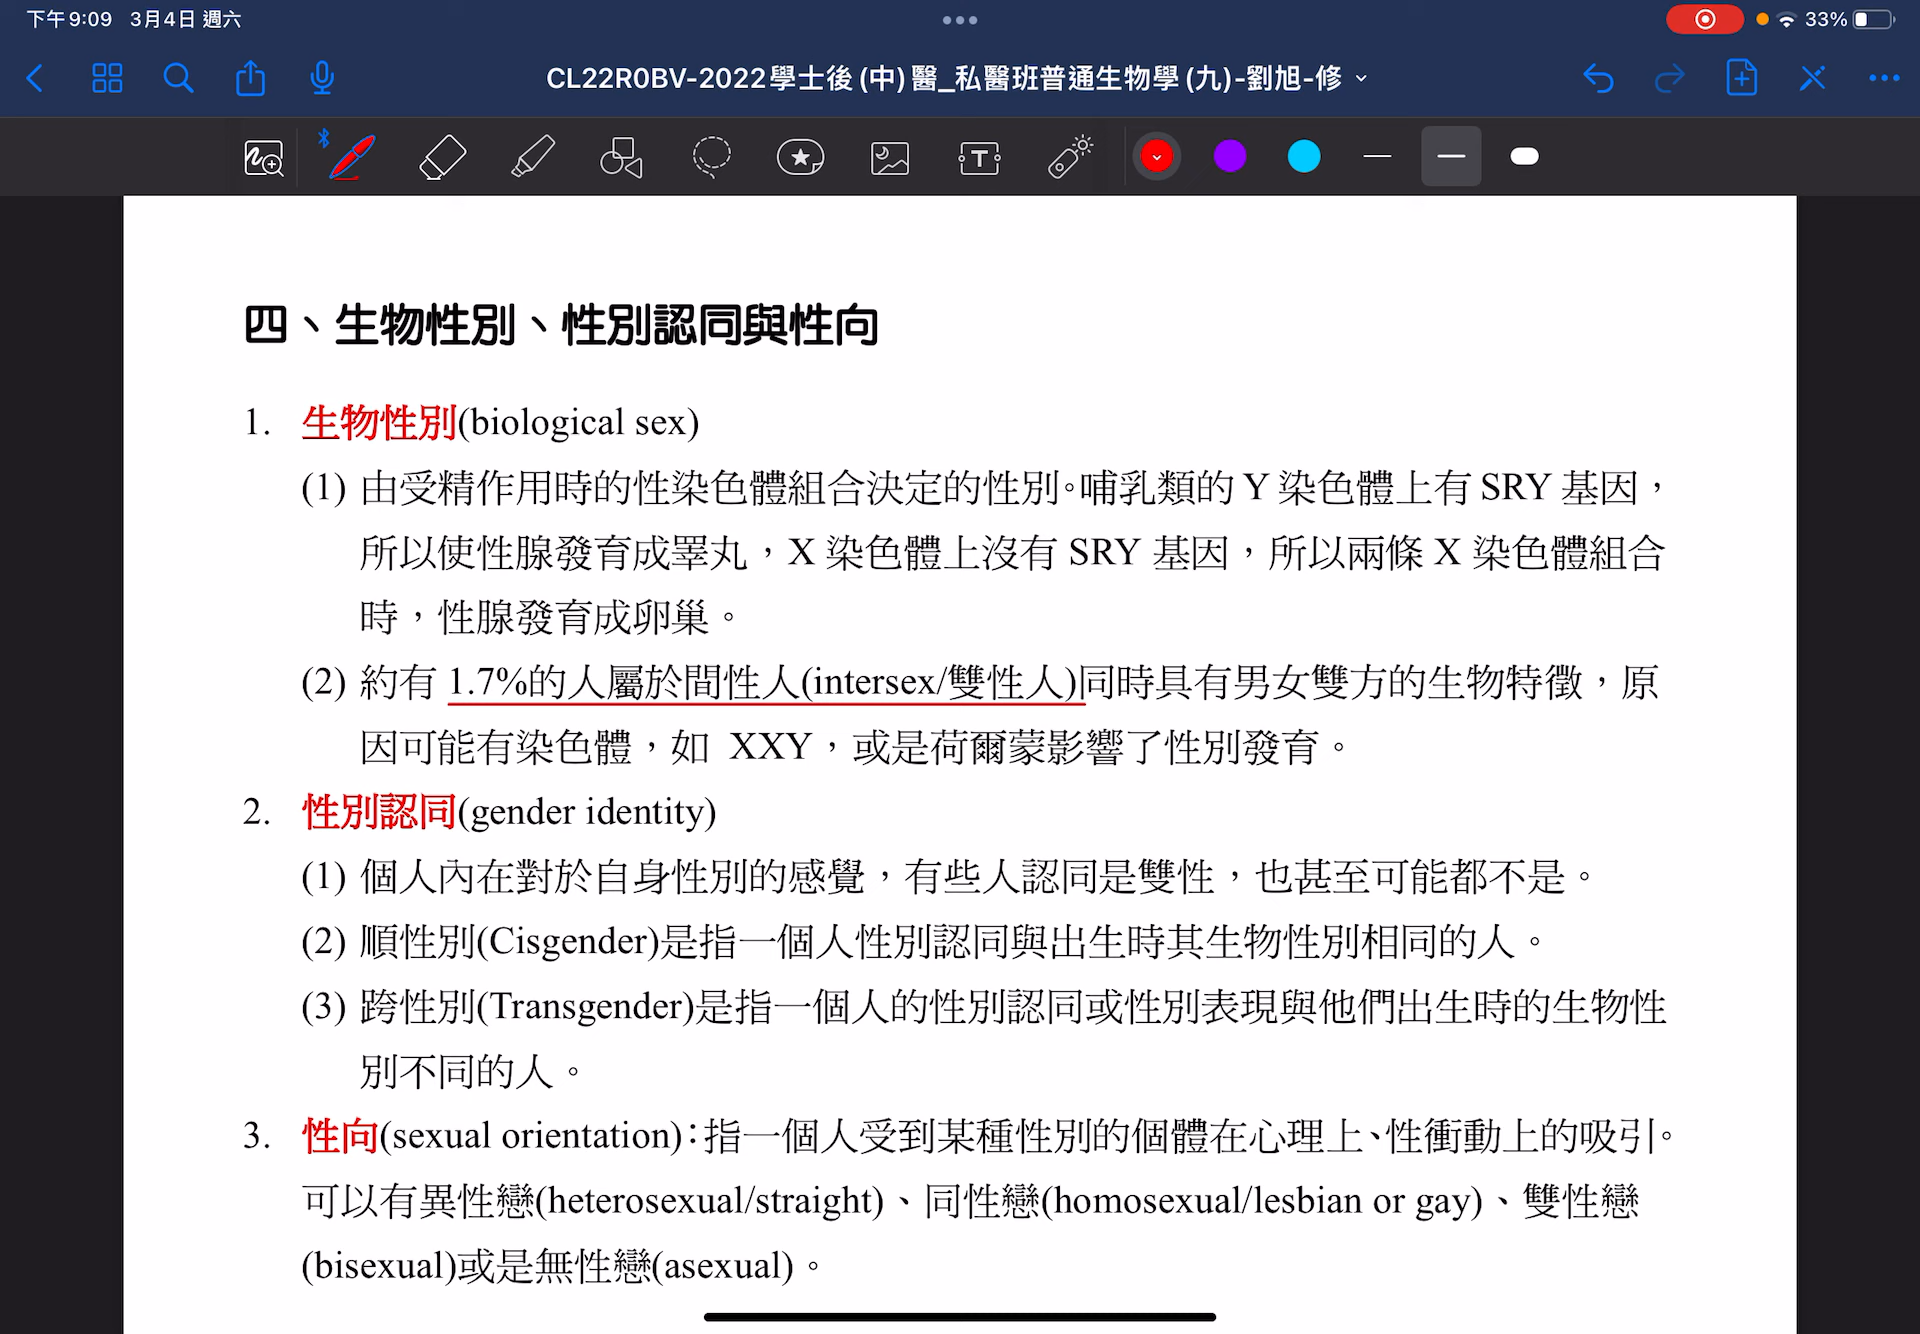 下午9:09 3月4日 週六
33%
CL22R0BV-2022學士後(中)醫_私醫班普通生物學(九)-劉旭-修
T
四、生物性別、性別認同與性向
1. 生物性別(biological sex)
(1) 由受精作用時的性染色體組合決定的性別。哺乳類的 Y 染色體上有 SRY 基因，
所以使性腺發育成睪丸，X 染色體上沒有 SRY 基因，所以兩條 X 染色體組合
時，性腺發育成卵巢。
(2) 約有 1.7%的人屬於間性人(intersex/雙性人)同時具有男女雙方的生物特徵，原
因可能有染色體，如 XXY，或是荷爾蒙影響了性別發育。
2. 性別認同(gender identity)
(1) 個人內在對於自身性別的感覺，有些人認同是雙性，也甚至可能都不是。
(2) 順性別(Cisgender)是指一個人性別認同與出生時其生物性別相同的人。
(3) 跨性別(Transgender)是指一個人的性別認同或性別表現與他們出生時的生物性
別不同的人。
3. 性向(sexual orientation)：指一個人受到某種性別的個體在心理上、性衝動上的吸引。
可以有異性戀(heterosexual/straight)、同性戀(homosexual/lesbian or gay)、雙性戀
(bisexual)或是無性戀(asexual)。